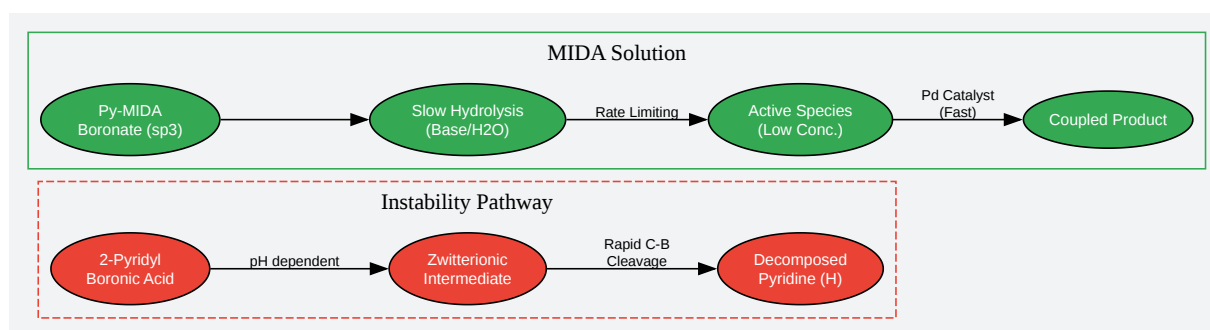 MIDA Solution
Py-MIDA
Boronate (sp3)
Slow Hydrolysis
(Base/H2O)
Rate Limiting
Active Species
(Low Conc.)
Pd Catalyst
(Fast)
Coupled Product
Instability Pathway
2-Pyridyl
Boronic Acid
pH dependent
Zwitterionic
Intermediate
Rapid C-B
Cleavage
Decomposed
Pyridine (H)